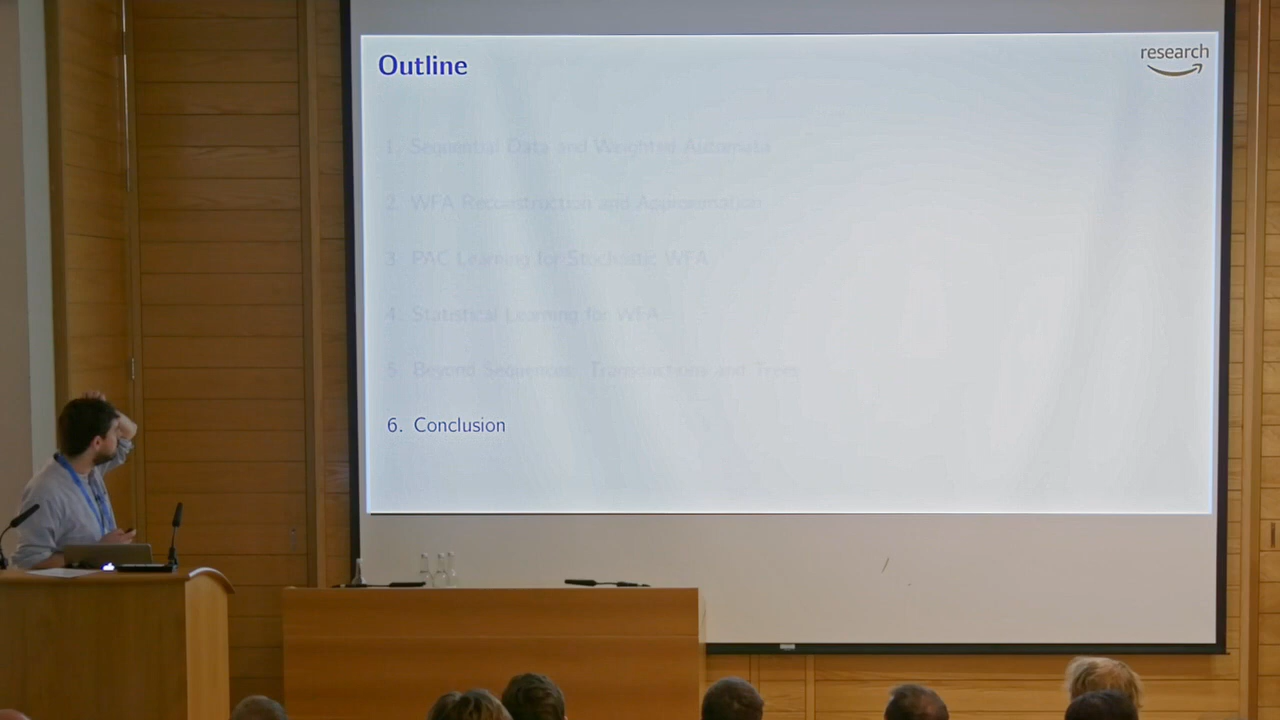 Outline
research
1. Sequential Data and Weighted Automata
2. WFA Reconstruction and Approximation
3. PAC Learning for Stochastic WFA
4. Statistical Learning for WFA
5. Beyond Sequences: Transductions and Trees
6. Conclusion